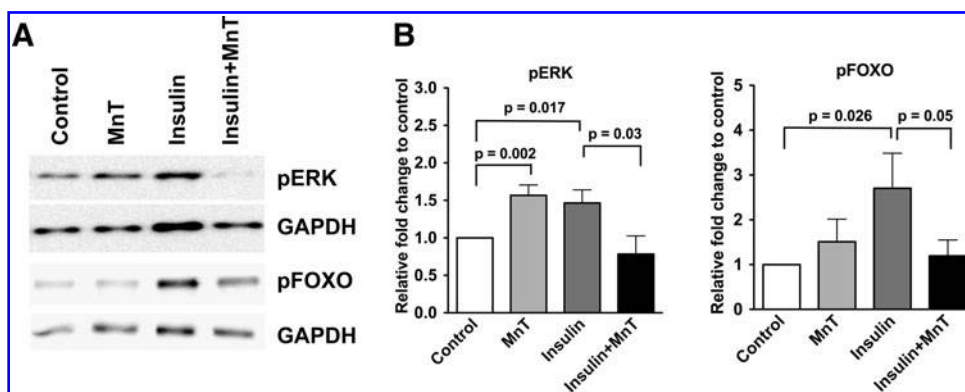 A
Control
MnT
Insulin
Insulin+MnT
pERK
GAPDH
pFOXO
GAPDH
B
pERK
Relative fold change to control
3.0
2.5
2.0
1.5
1.0
0.5
0.0
p = 0.017
p = 0.03
p = 0.002
Control
MnT
Insulin
Insulin+MnT
pFOXO
Relative fold change to control
5
4
3
2
1
0
p = 0.026
p = 0.05
Control
MnT
Insulin
Insulin+MnT